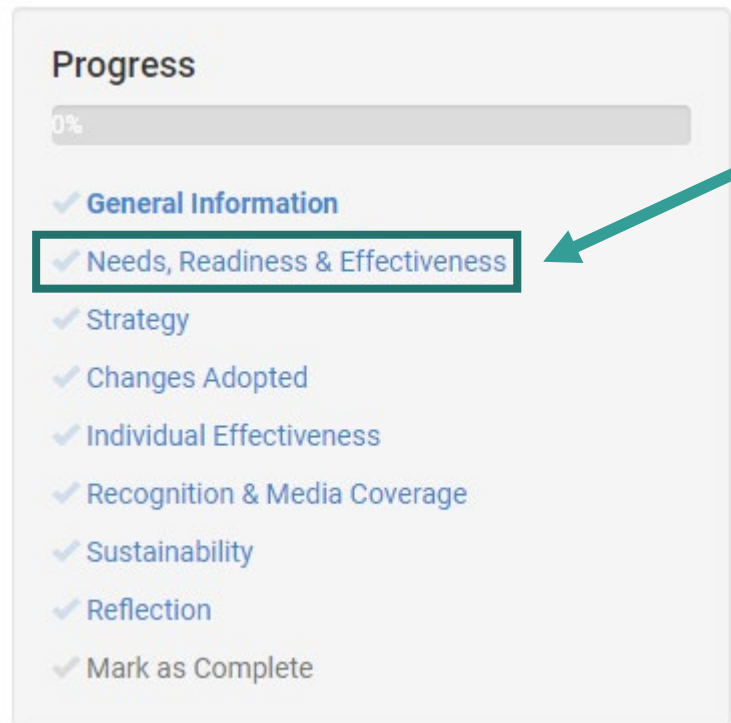 Progress
0%
General Information
Needs, Readiness & Effectiveness
Strategy
Changes Adopted
Individual Effectiveness
Recognition & Media Coverage
Sustainability
Reflection
Mark as Complete